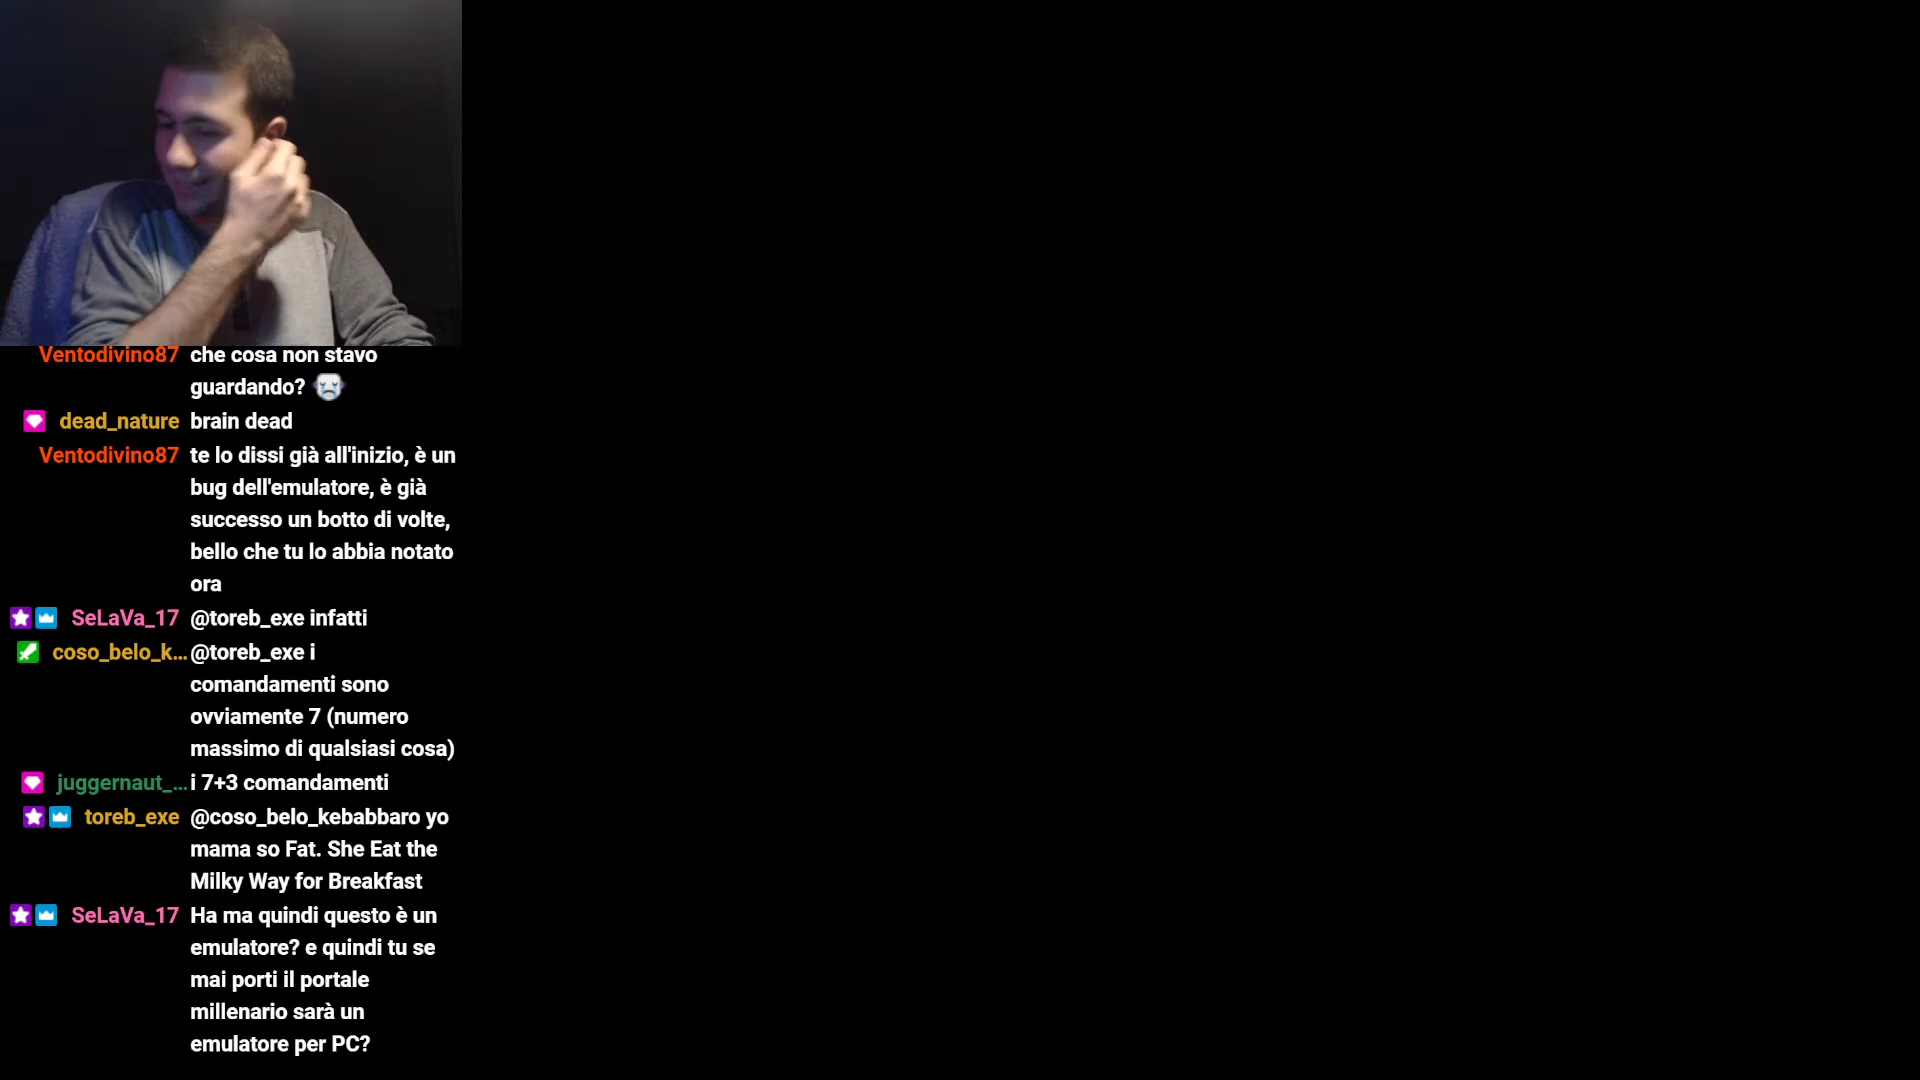 Ventodivino87 che cosa non stavo
guardando?
dead_nature brain dead
Ventodivino87 te lo dissi già all'inizio, è un
bug dell'emulatore, è già
successo un botto di volte,
bello che tu lo abbia notato
ora
SeLaVa_17 @toreb_exe infatti
coso_belo_k... @toreb_exe i
comandamenti sono
ovviamente 7 (numero
massimo di qualsiasi cosa)
juggernaut_... i 7+3 comandamenti
toreb_exe @coso_belo_kebabbaro yo
mama so Fat. She Eat the
Milky Way for Breakfast
SeLaVa_17 Ha ma quindi questo è un
emulatore? e quindi tu se
mai porti il portale
millenario sarà un
emulatore per PC?